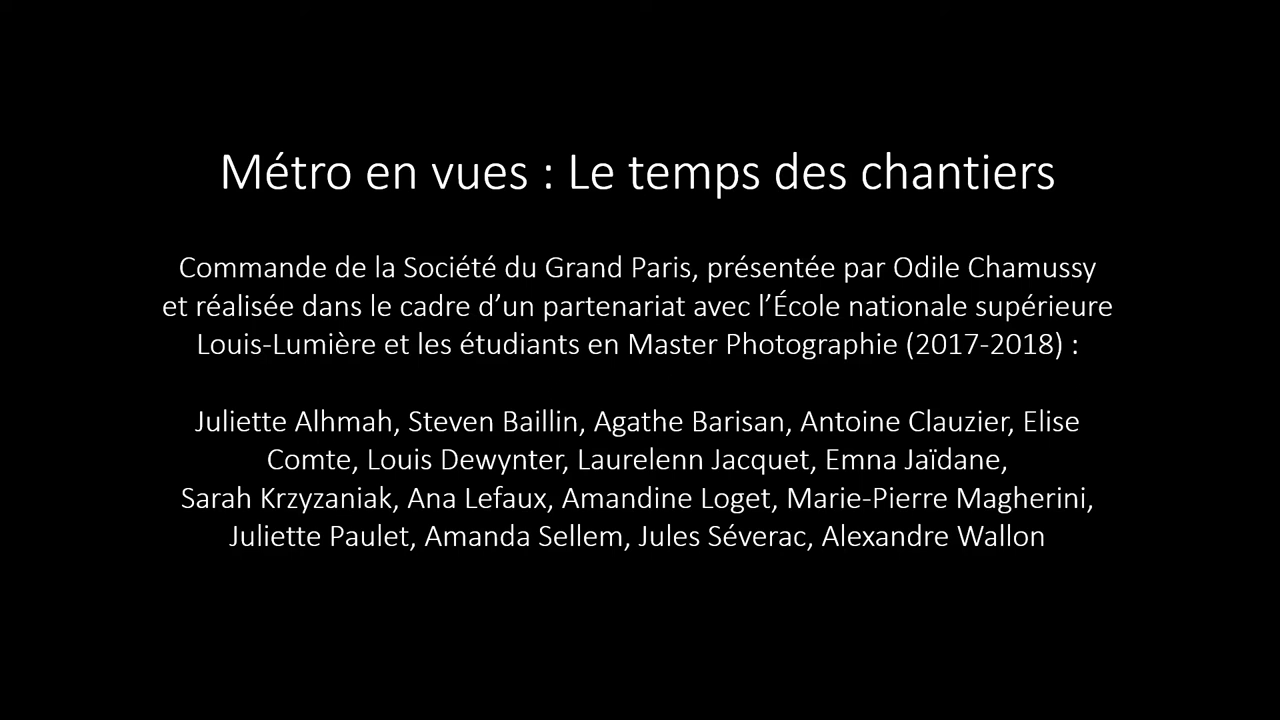 Métro en vues : Le temps des chantiers
Commande de la Société du Grand Paris, présentée par Odile Chamussy
et réalisée dans le cadre d’un partenariat avec l’École nationale supérieure
Louis-Lumière et les étudiants en Master Photographie (2017-2018) :
Juliette Alhmah, Steven Baillin, Agathe Barisan, Antoine Clauzier, Elise
Comte, Louis Dewynter, Laurelenn Jacquet, Emna Jaïdane,
Sarah Krzyzaniak, Ana Lefaux, Amandine Loget, Marie-Pierre Magherini,
Juliette Paulet, Amanda Sellem, Jules Séverac, Alexandre Wallon